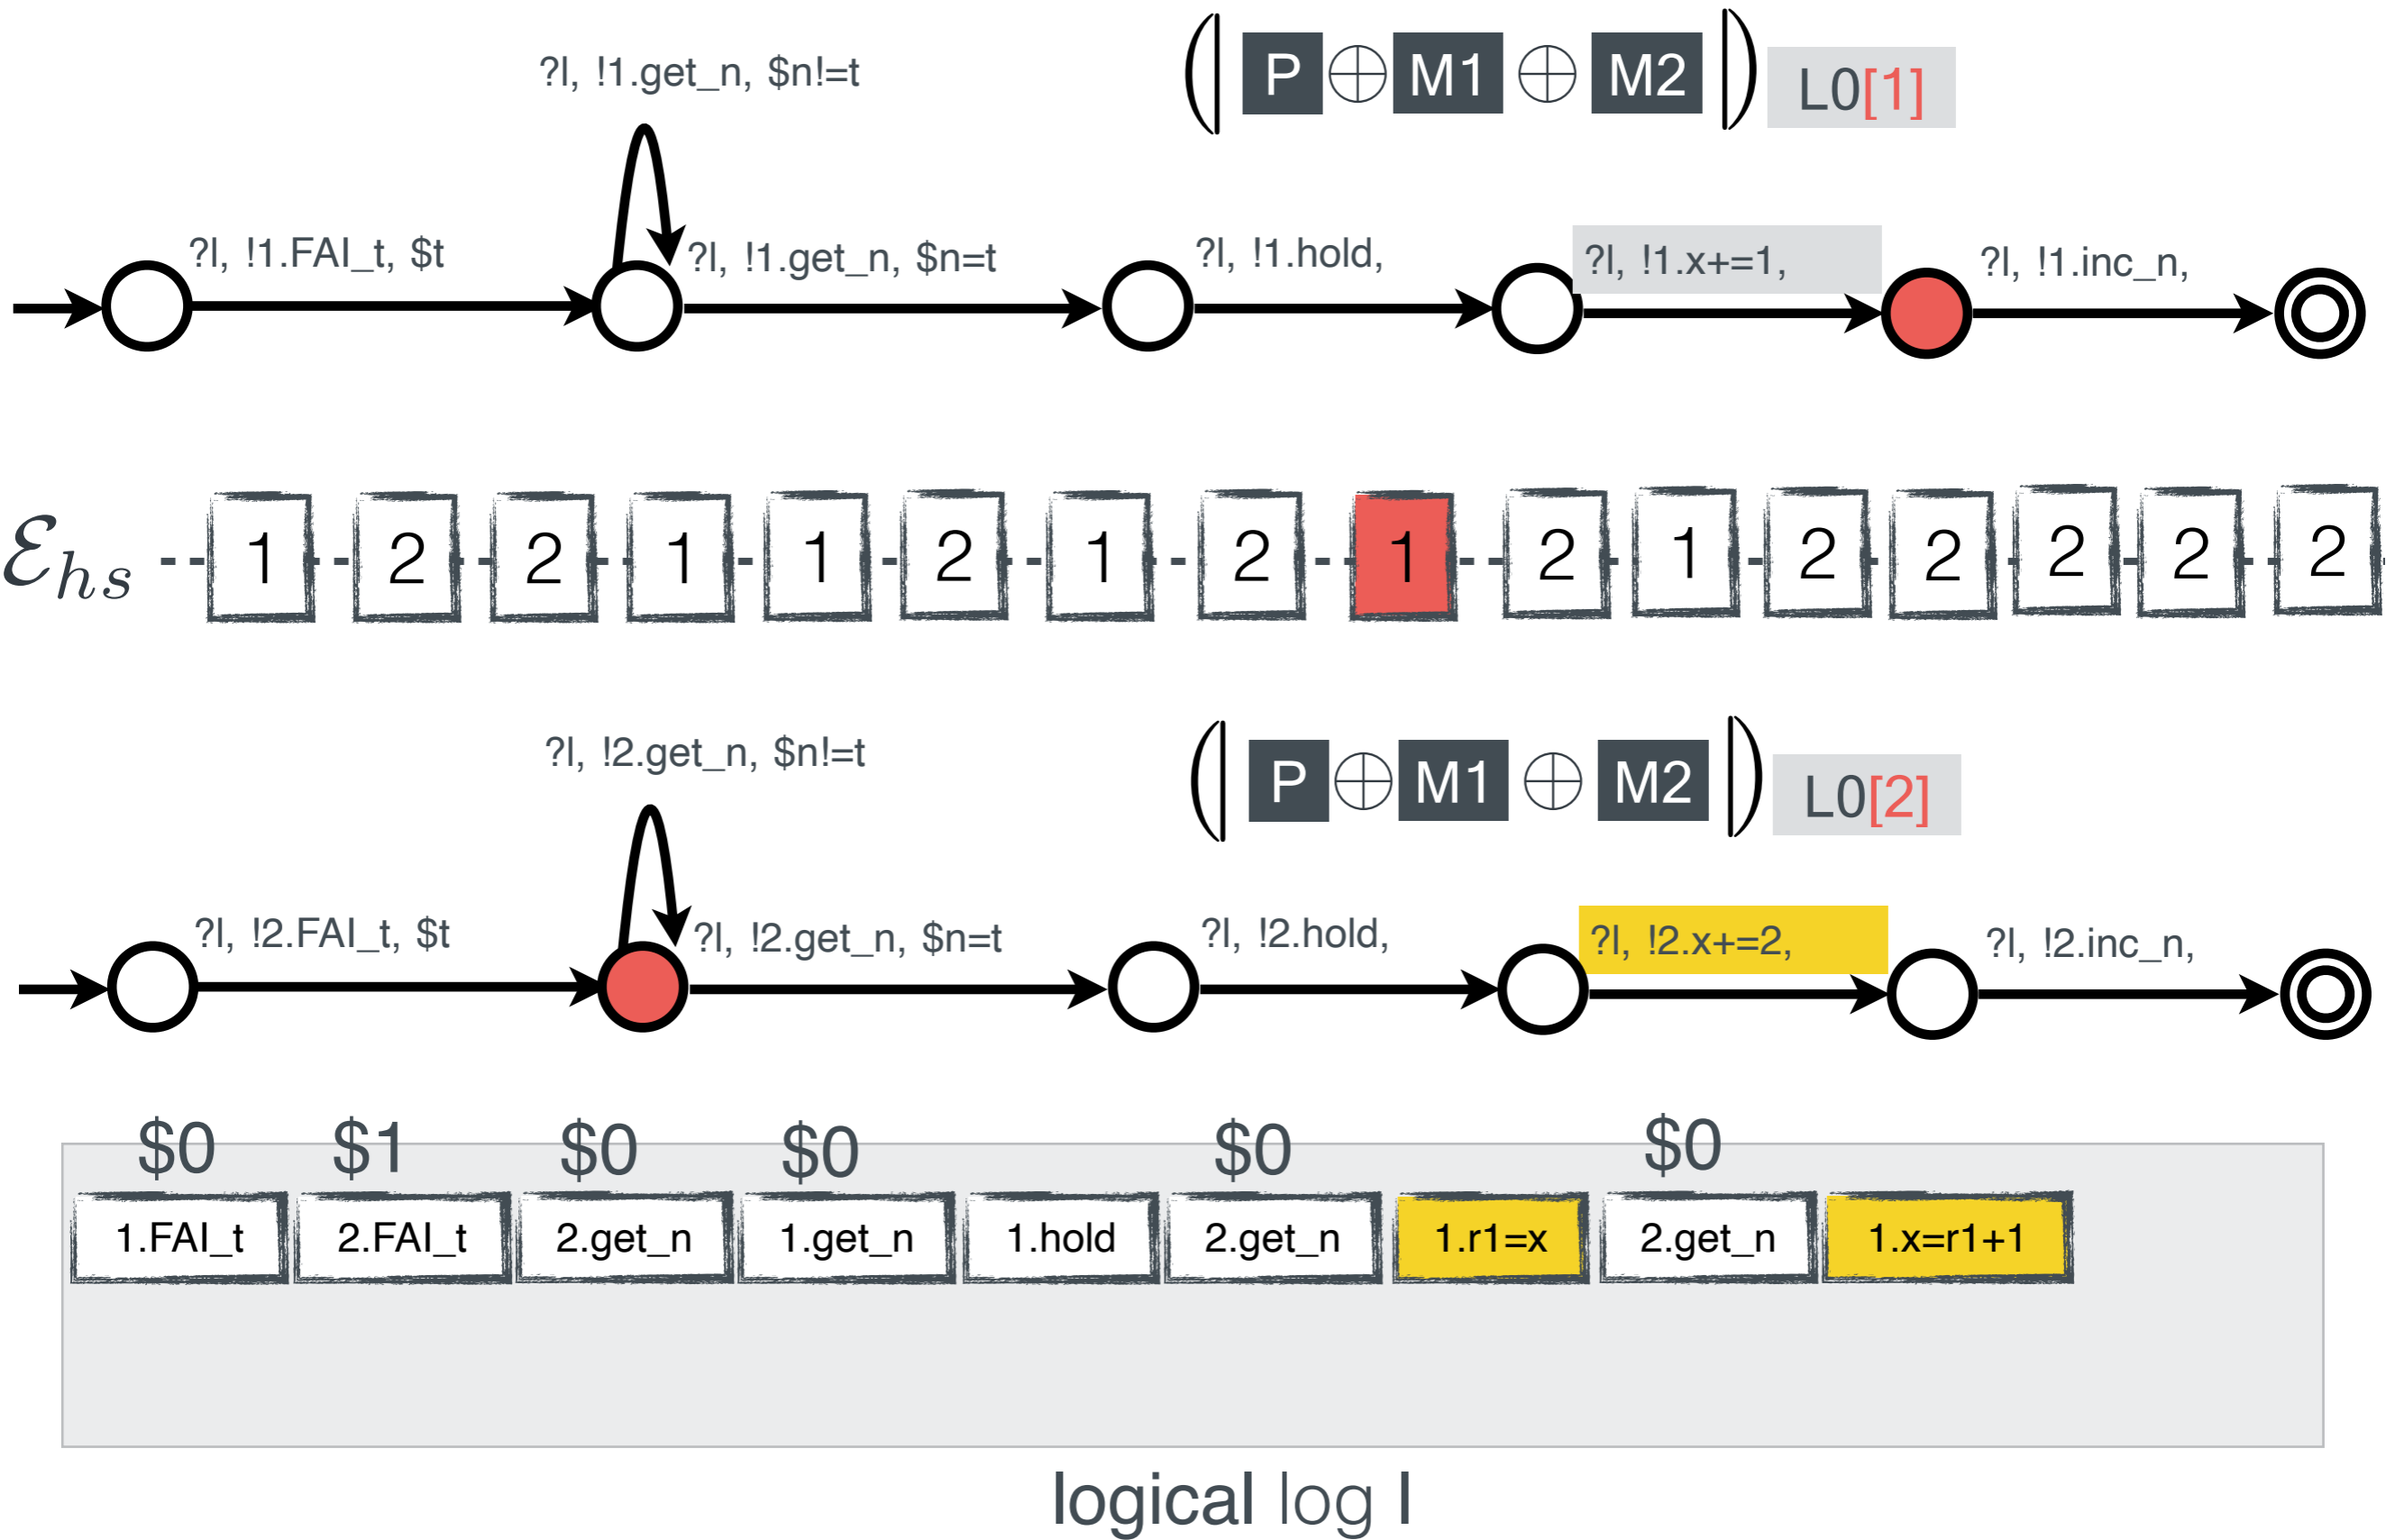 ?l, !1.get_n, $n!=t
( P ⊕ M1 ⊕ M2 ) L0[1]
?l, !1.FAI_t, $t
?l, !1.get_n, $n=t
?l, !1.hold,
?l, !1.x+=1,
?l, !1.inc_n,
ℰhs 1 2 2 1 1 2 1 2 1 2 1 2 2 2 2 2
?l, !2.get_n, $n!=t
( P ⊕ M1 ⊕ M2 ) L0[2]
?l, !2.FAI_t, $t
?l, !2.get_n, $n=t
?l, !2.hold,
?l, !2.x+=2,
?l, !2.inc_n,
$0 $1 $0 $0 $0 $0
1.FAI_t 2.FAI_t 2.get_n 1.get_n 1.hold 2.get_n 1.r1=x 2.get_n 1.x=r1+1
logical log l